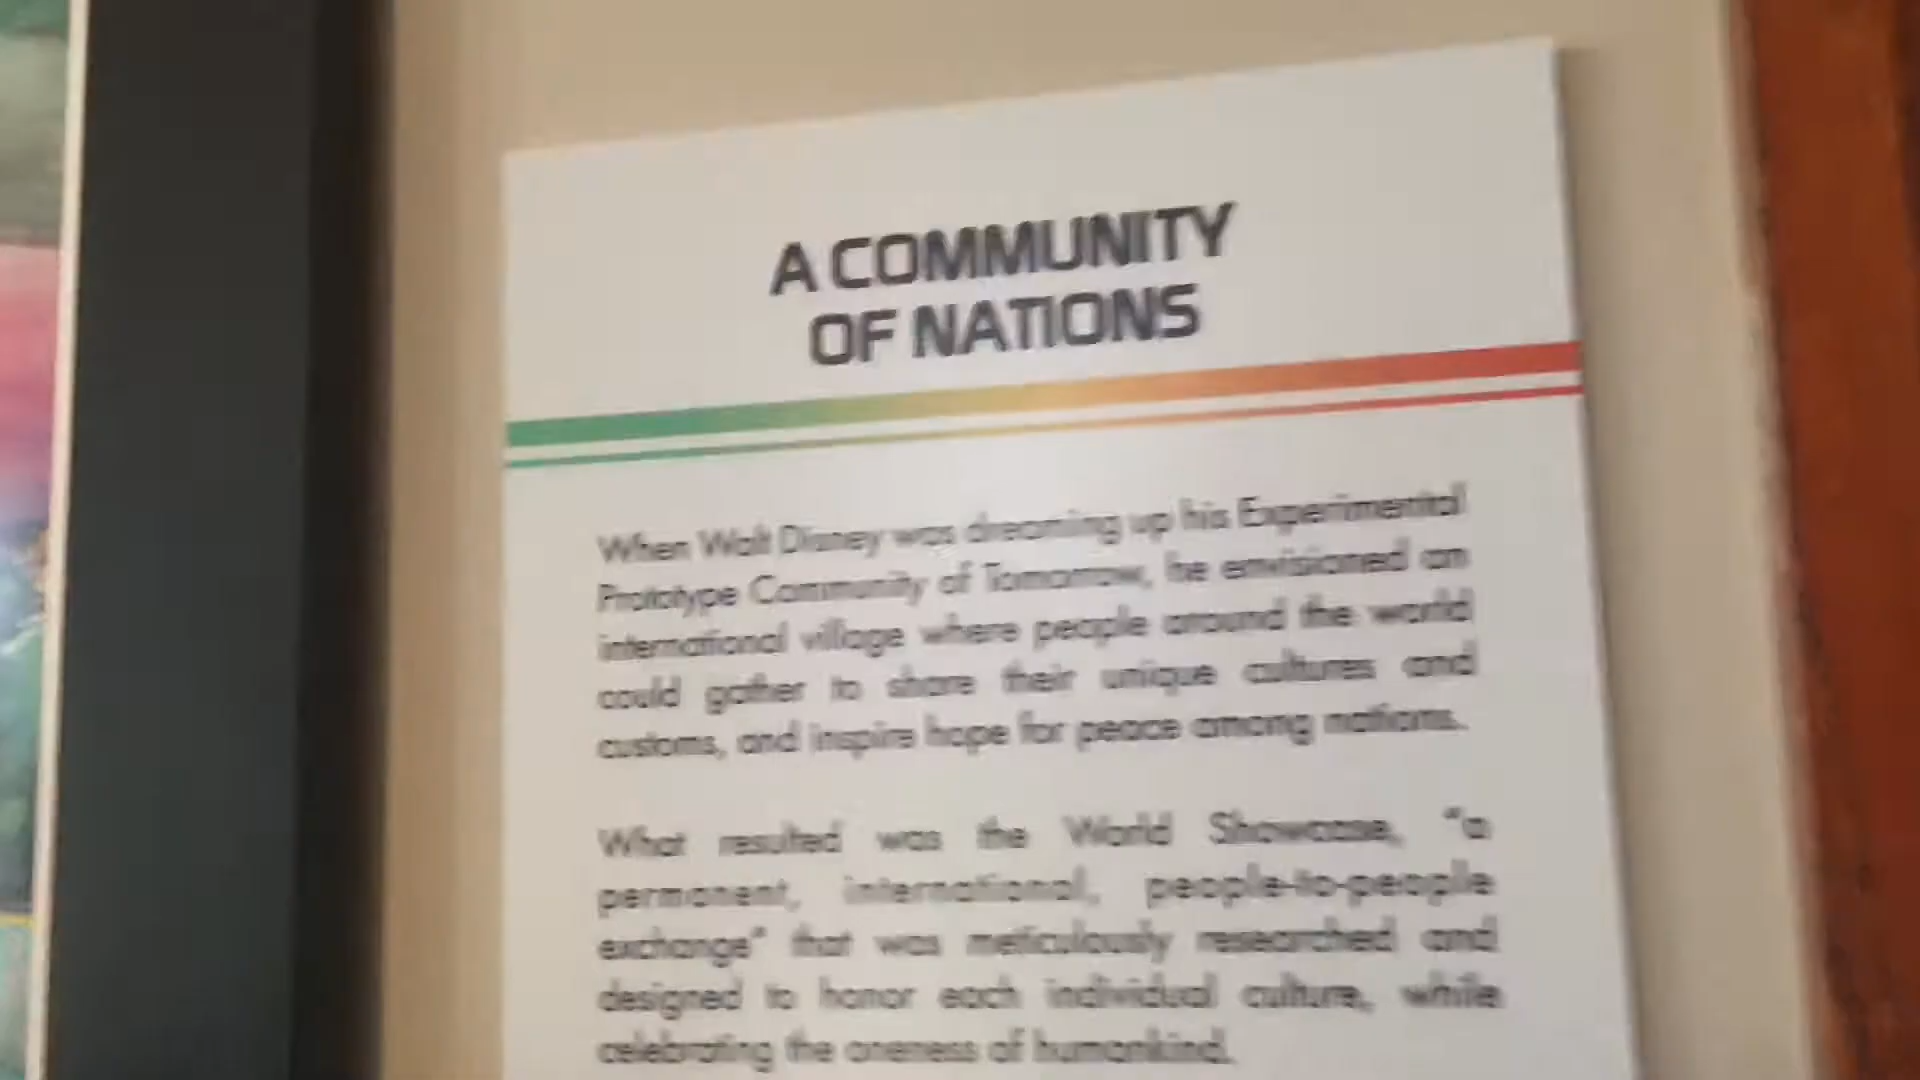 A COMMUNITY
OF NATIONS
When Walt Disney was dreaming up his Experimental
Prototype Community of Tomorrow, he envisioned an
international village where people around the world
could gather to share their unique cultures and
customs, and inspire hope for peace among nations.
What resulted was the World Showcase, "a
permanent, international, people-to-people
exchange" that was meticulously researched and
designed to honor each individual culture, while
celebrating the oneness of humankind.